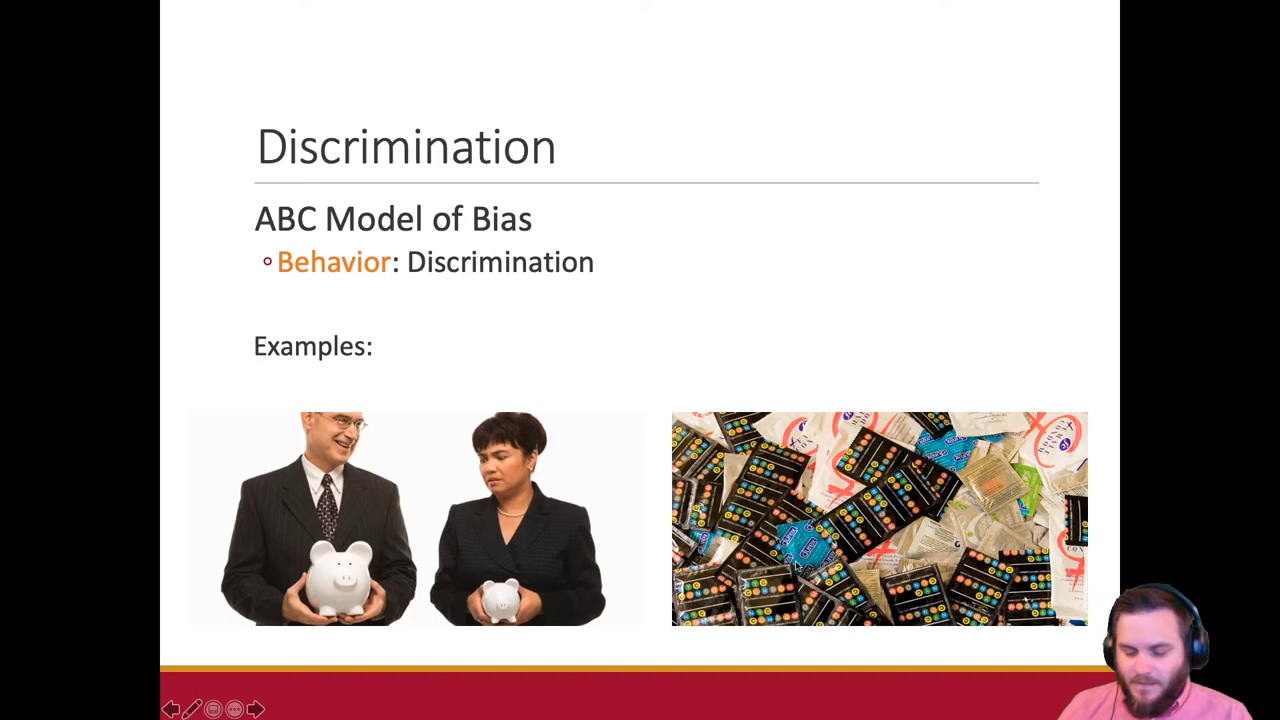 Discrimination
ABC Model of Bias
Behavior: Discrimination
Examples: